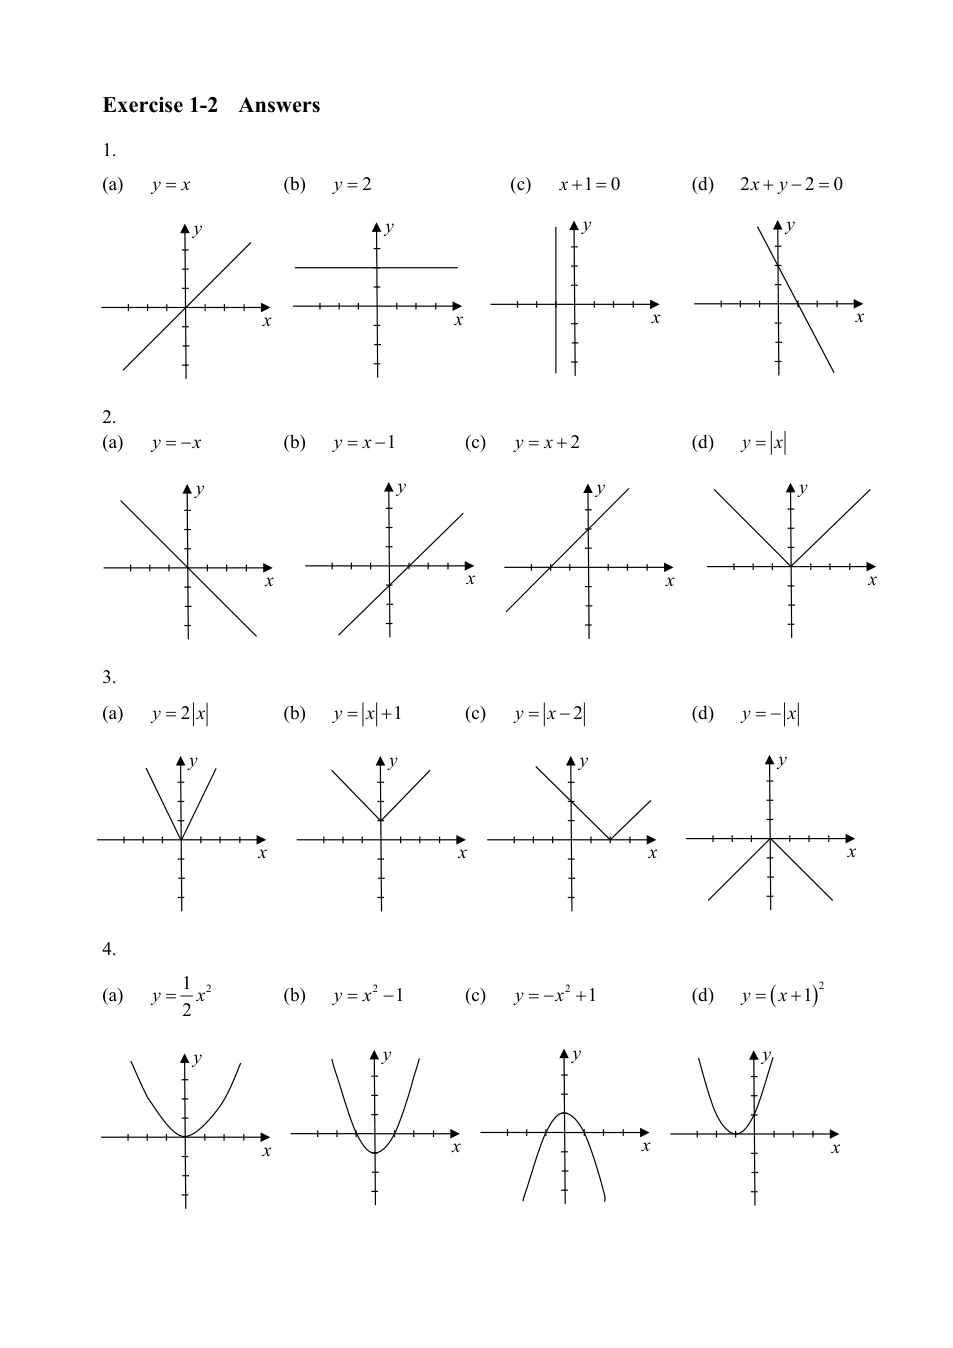 Exercise 1-2 Answers
1.
(a) y = x (b) y = 2 (c) x + 1 = 0 (d) 2x + y − 2 = 0
y y y y
x x x x
2.
(a) y = −x (b) y = x − 1 (c) y = x + 2 (d) y = |x|
y y y y
x x x x
3.
(a) y = 2|x| (b) y = |x| + 1 (c) y = |x − 2| (d) y = −|x|
y y y y
x x x x
4.
(a) y = 1/2 x² (b) y = x² − 1 (c) y = −x² + 1 (d) y = (x + 1)²
y y y y
x x x x